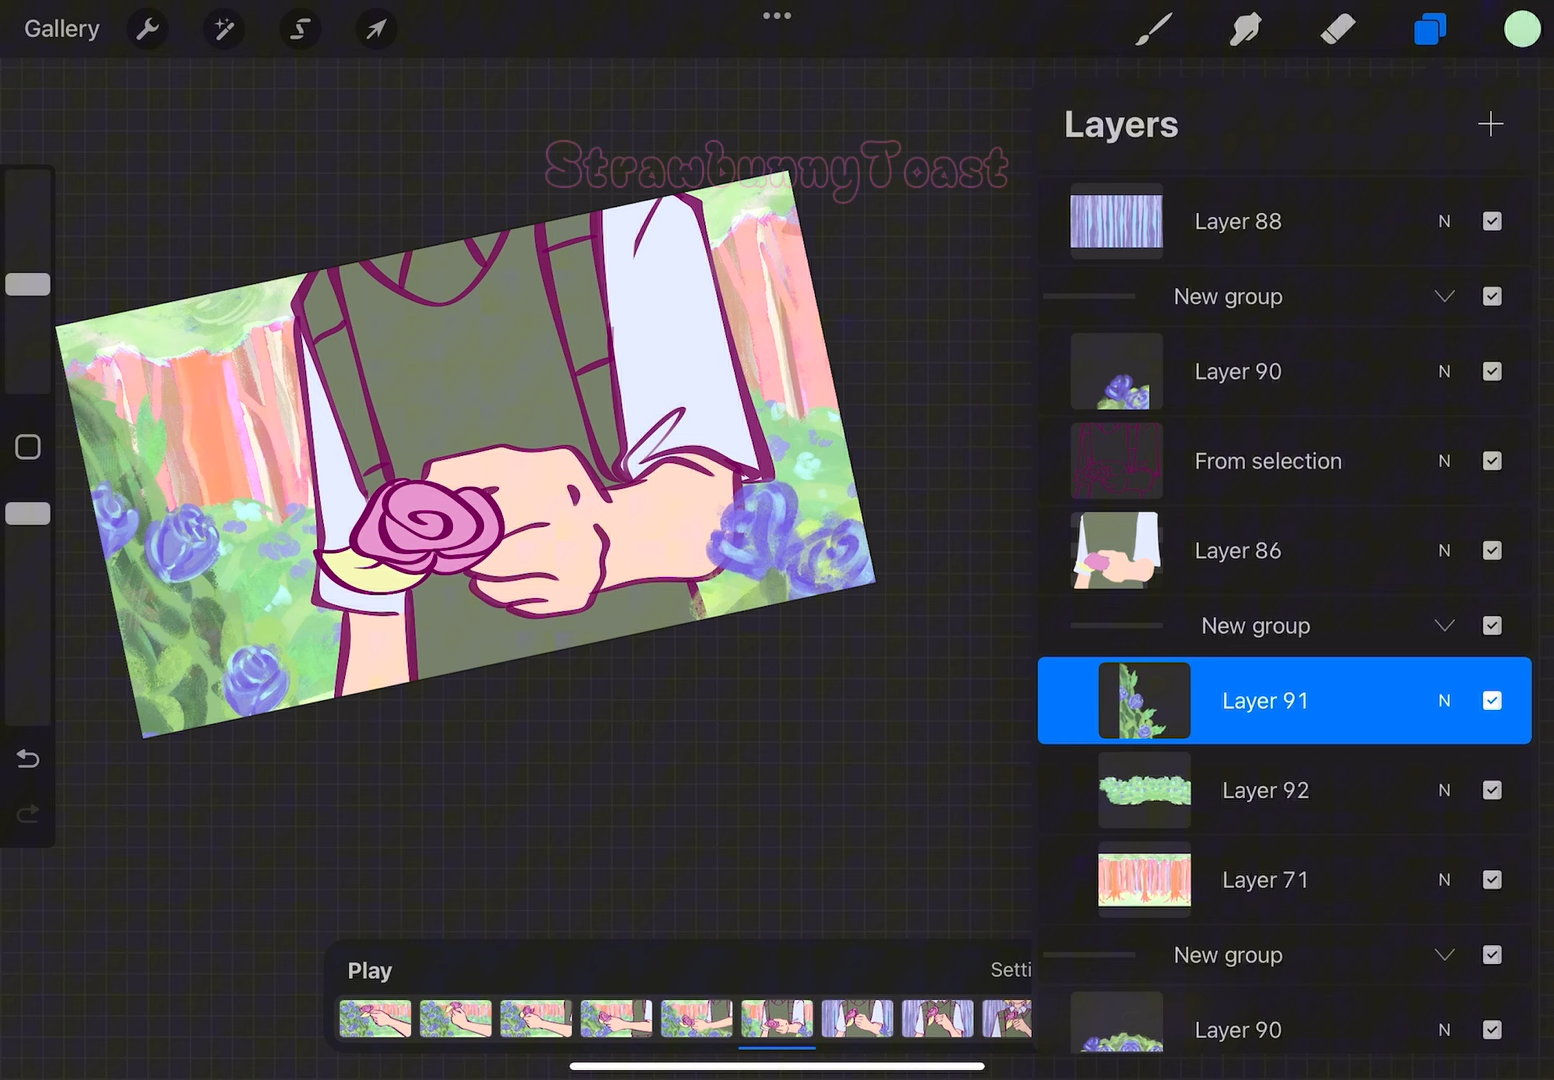 Gallery
StrawbunnyToast
Layers
Layer 88 N
New group
Layer 90 N
From selection N
Layer 86 N
New group
Layer 91 N
Layer 92 N
Layer 71 N
New group
Layer 90 N
Play Setti